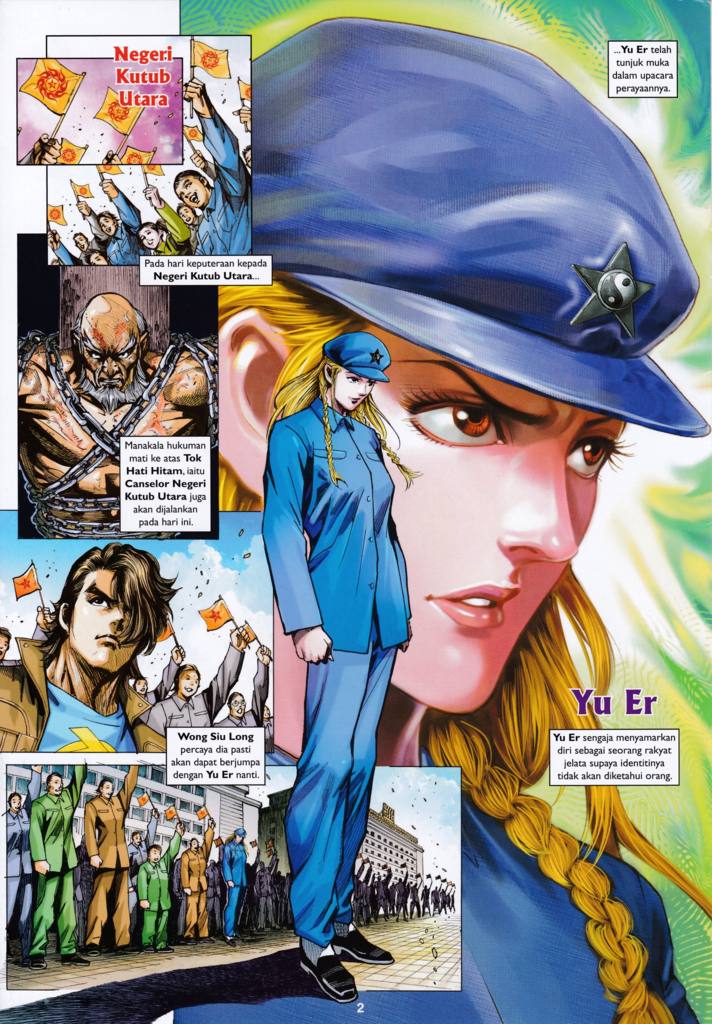 Negeri
Kutub
Utara
...Yu Er telah
tunjuk muka
dalam upacara
perayaannya.
Pada hari keputeraan kepada
Negeri Kutub Utara...
Manakala hukuman
mati ke atas Tok
Hati Hitam, iaitu
Canselor Negeri
Kutub Utara juga
akan dijalankan
pada hari ini.
Wong Siu Long
percaya dia pasti
akan dapat berjumpa
dengan Yu Er nanti.
Yu Er
Yu Er sengaja menyamarkan
diri sebagai seorang rakyat
jelata supaya identitinya
tidak akan diketahui orang.
2